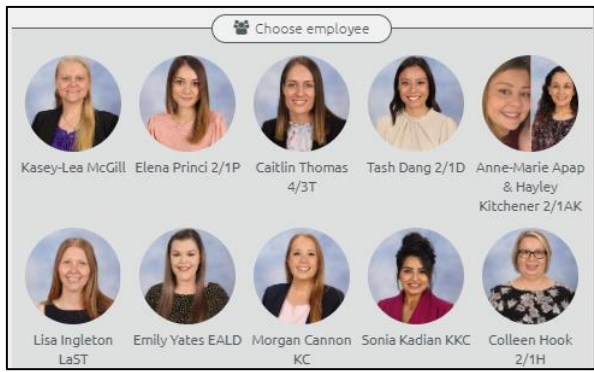 Choose employee
Kasey-Lea McGill
Elena Princi 2/1P
Caitlin Thomas
4/3T
Tash Dang 2/1D
Anne-Marie Apap
& Hayley
Kitchener 2/1AK
Lisa Ingleton
LaST
Emily Yates EALD
Morgan Cannon
KC
Sonia Kadian KKC
Colleen Hook
2/1H